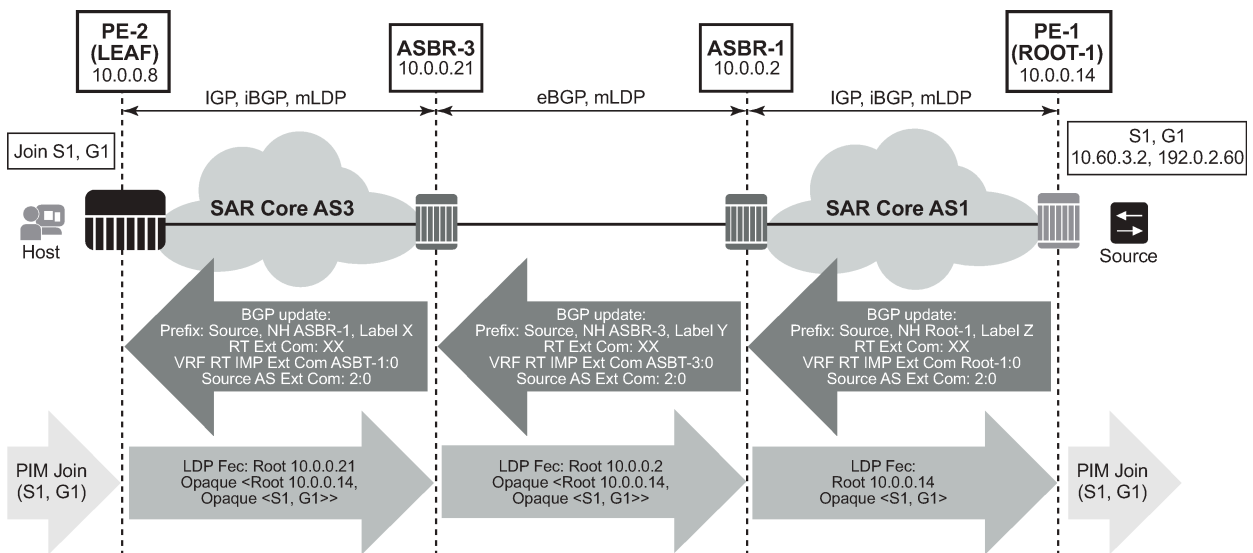 PE-2
(LEAF)
10.0.0.8
ASBR-3
10.0.0.21
ASBR-1
10.0.0.2
PE-1
(ROOT-1)
10.0.0.14
IGP, iBGP, mLDP
eBGP, mLDP
IGP, iBGP, mLDP
Join S1, G1
S1, G1
10.60.3.2, 192.0.2.60
SAR Core AS3
SAR Core AS1
Host
Source
BGP update:
Prefix: Source, NH ASBR-1, Label X
RT Ext Com: XX
VRF RT IMP Ext Com ASBT-1:0
Source AS Ext Com: 2:0
BGP update:
Prefix: Source, NH ASBR-3, Label Y
RT Ext Com: XX
VRF RT IMP Ext Com ASBT-3:0
Source AS Ext Com: 2:0
BGP update:
Prefix: Source, NH Root-1, Label Z
RT Ext Com: XX
VRF RT IMP Ext Com Root-1:0
Source AS Ext Com: 2:0
PIM Join
(S1, G1)
LDP Fec: Root 10.0.0.21
Opaque <Root 10.0.0.14,
Opaque <S1, G1>>
LDP Fec: Root 10.0.0.2
Opaque <Root 10.0.0.14,
Opaque <S1, G1>>
LDP Fec:
Root 10.0.0.14
Opaque <S1, G1>
PIM Join
(S1, G1)